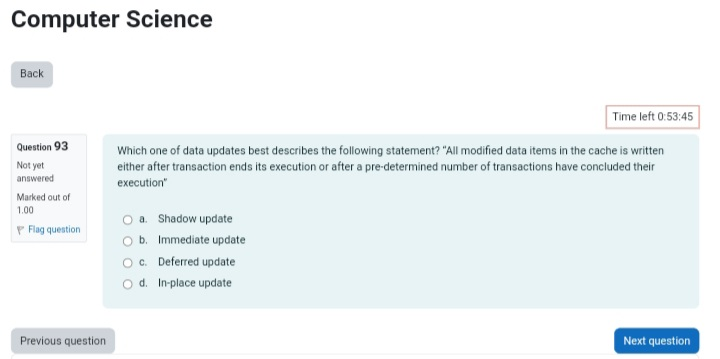 Computer Science
Back
Time left 0:53:45
Question 93
Not yet
answered
Marked out of
1.00
Flag question
Which one of data updates best describes the following statement? "All modified data items in the cache is written
either after transaction ends its execution or after a pre-determined number of transactions have concluded their
execution"
a. Shadow update
b. Immediate update
c. Deferred update
d. In-place update
Previous question
Next question